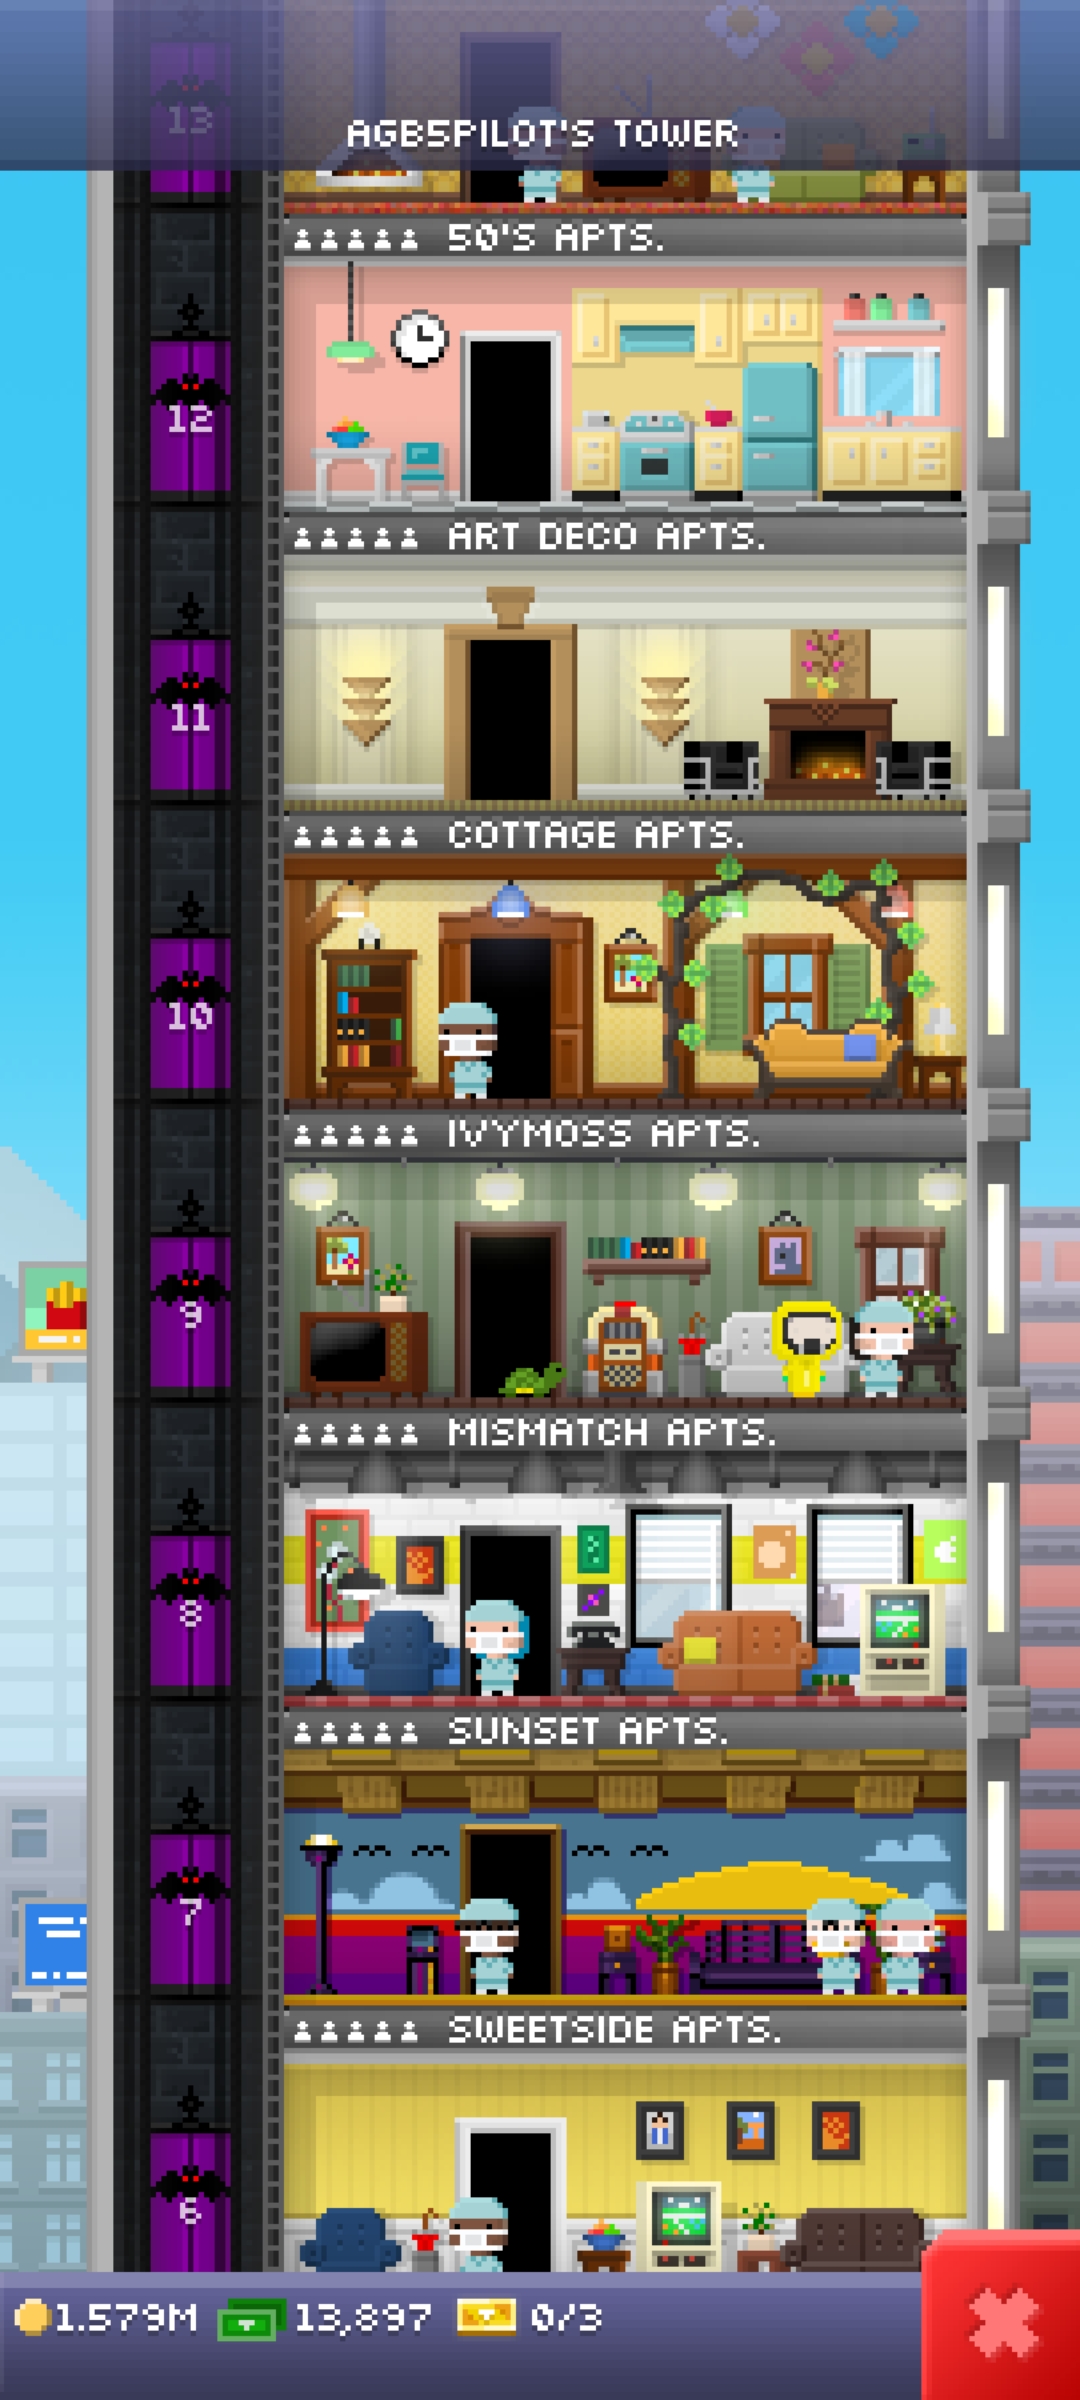 13
AGB5PILOT'S TOWER
50'S APTS.
12
ART DECO APTS.
11
COTTAGE APTS.
10
IVYMOSS APTS.
9
MISMATCH APTS.
8
SUNSET APTS.
7
SWEETSIDE APTS.
6
1.579M 13,897 0/3